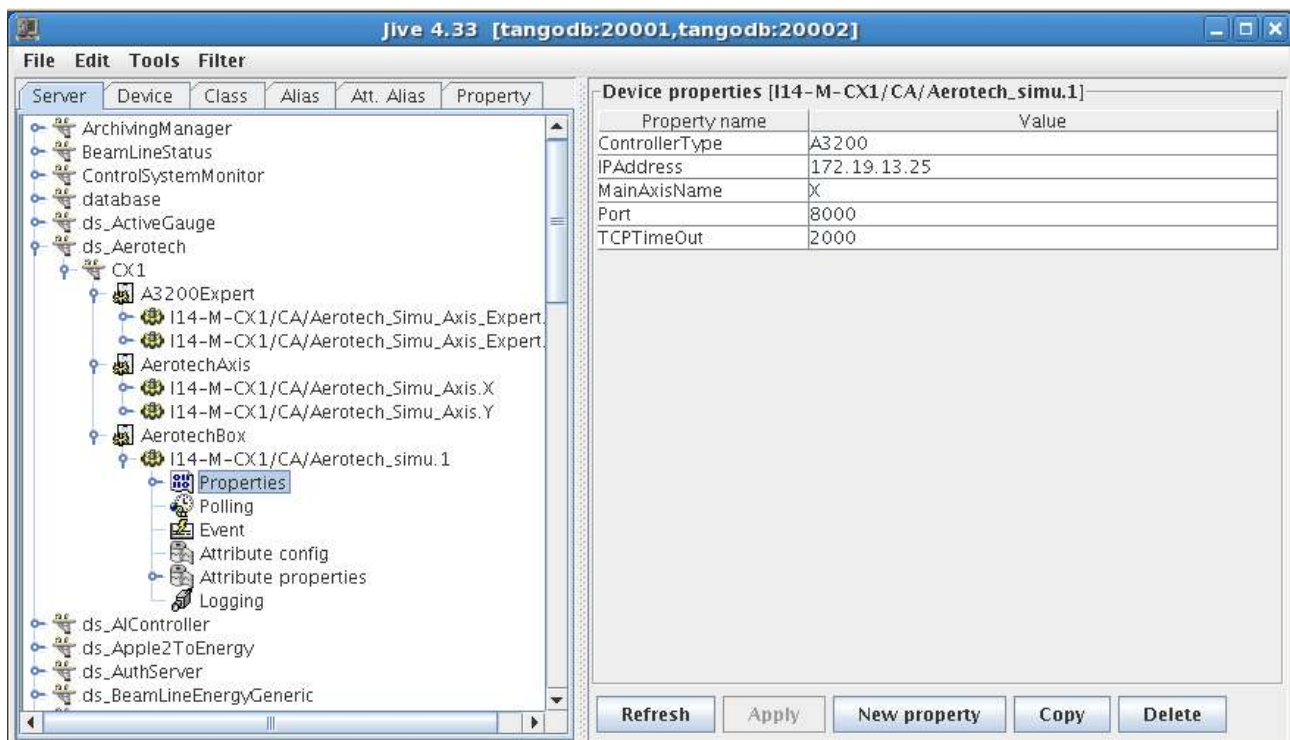 Jive 4.33 [tangodb:20001,tangodb:20002]
File Edit Tools Filter
Server Device Class Alias Att. Alias Property
ArchivingManager
BeamLineStatus
ControlSystemMonitor
database
ds_ActiveGauge
ds_Aerotech
CX1
A3200Expert
I14-M-CX1/CA/Aerotech_Simu_Axis_Expert.
I14-M-CX1/CA/Aerotech_Simu_Axis_Expert.
AerotechAxis
I14-M-CX1/CA/Aerotech_Simu_Axis.X
I14-M-CX1/CA/Aerotech_Simu_Axis.Y
AerotechBox
I14-M-CX1/CA/Aerotech_simu.1
Properties
Polling
Event
Attribute config
Attribute properties
Logging
ds_AIController
ds_Apple2ToEnergy
ds_AuthServer
ds_BeamLineEnergyGeneric
Device properties [I14-M-CX1/CA/Aerotech_simu.1]
Property name Value
ControllerType A3200
IPAddress 172.19.13.25
MainAxisName X
Port 8000
TCPTimeOut 2000
Refresh Apply New property Copy Delete